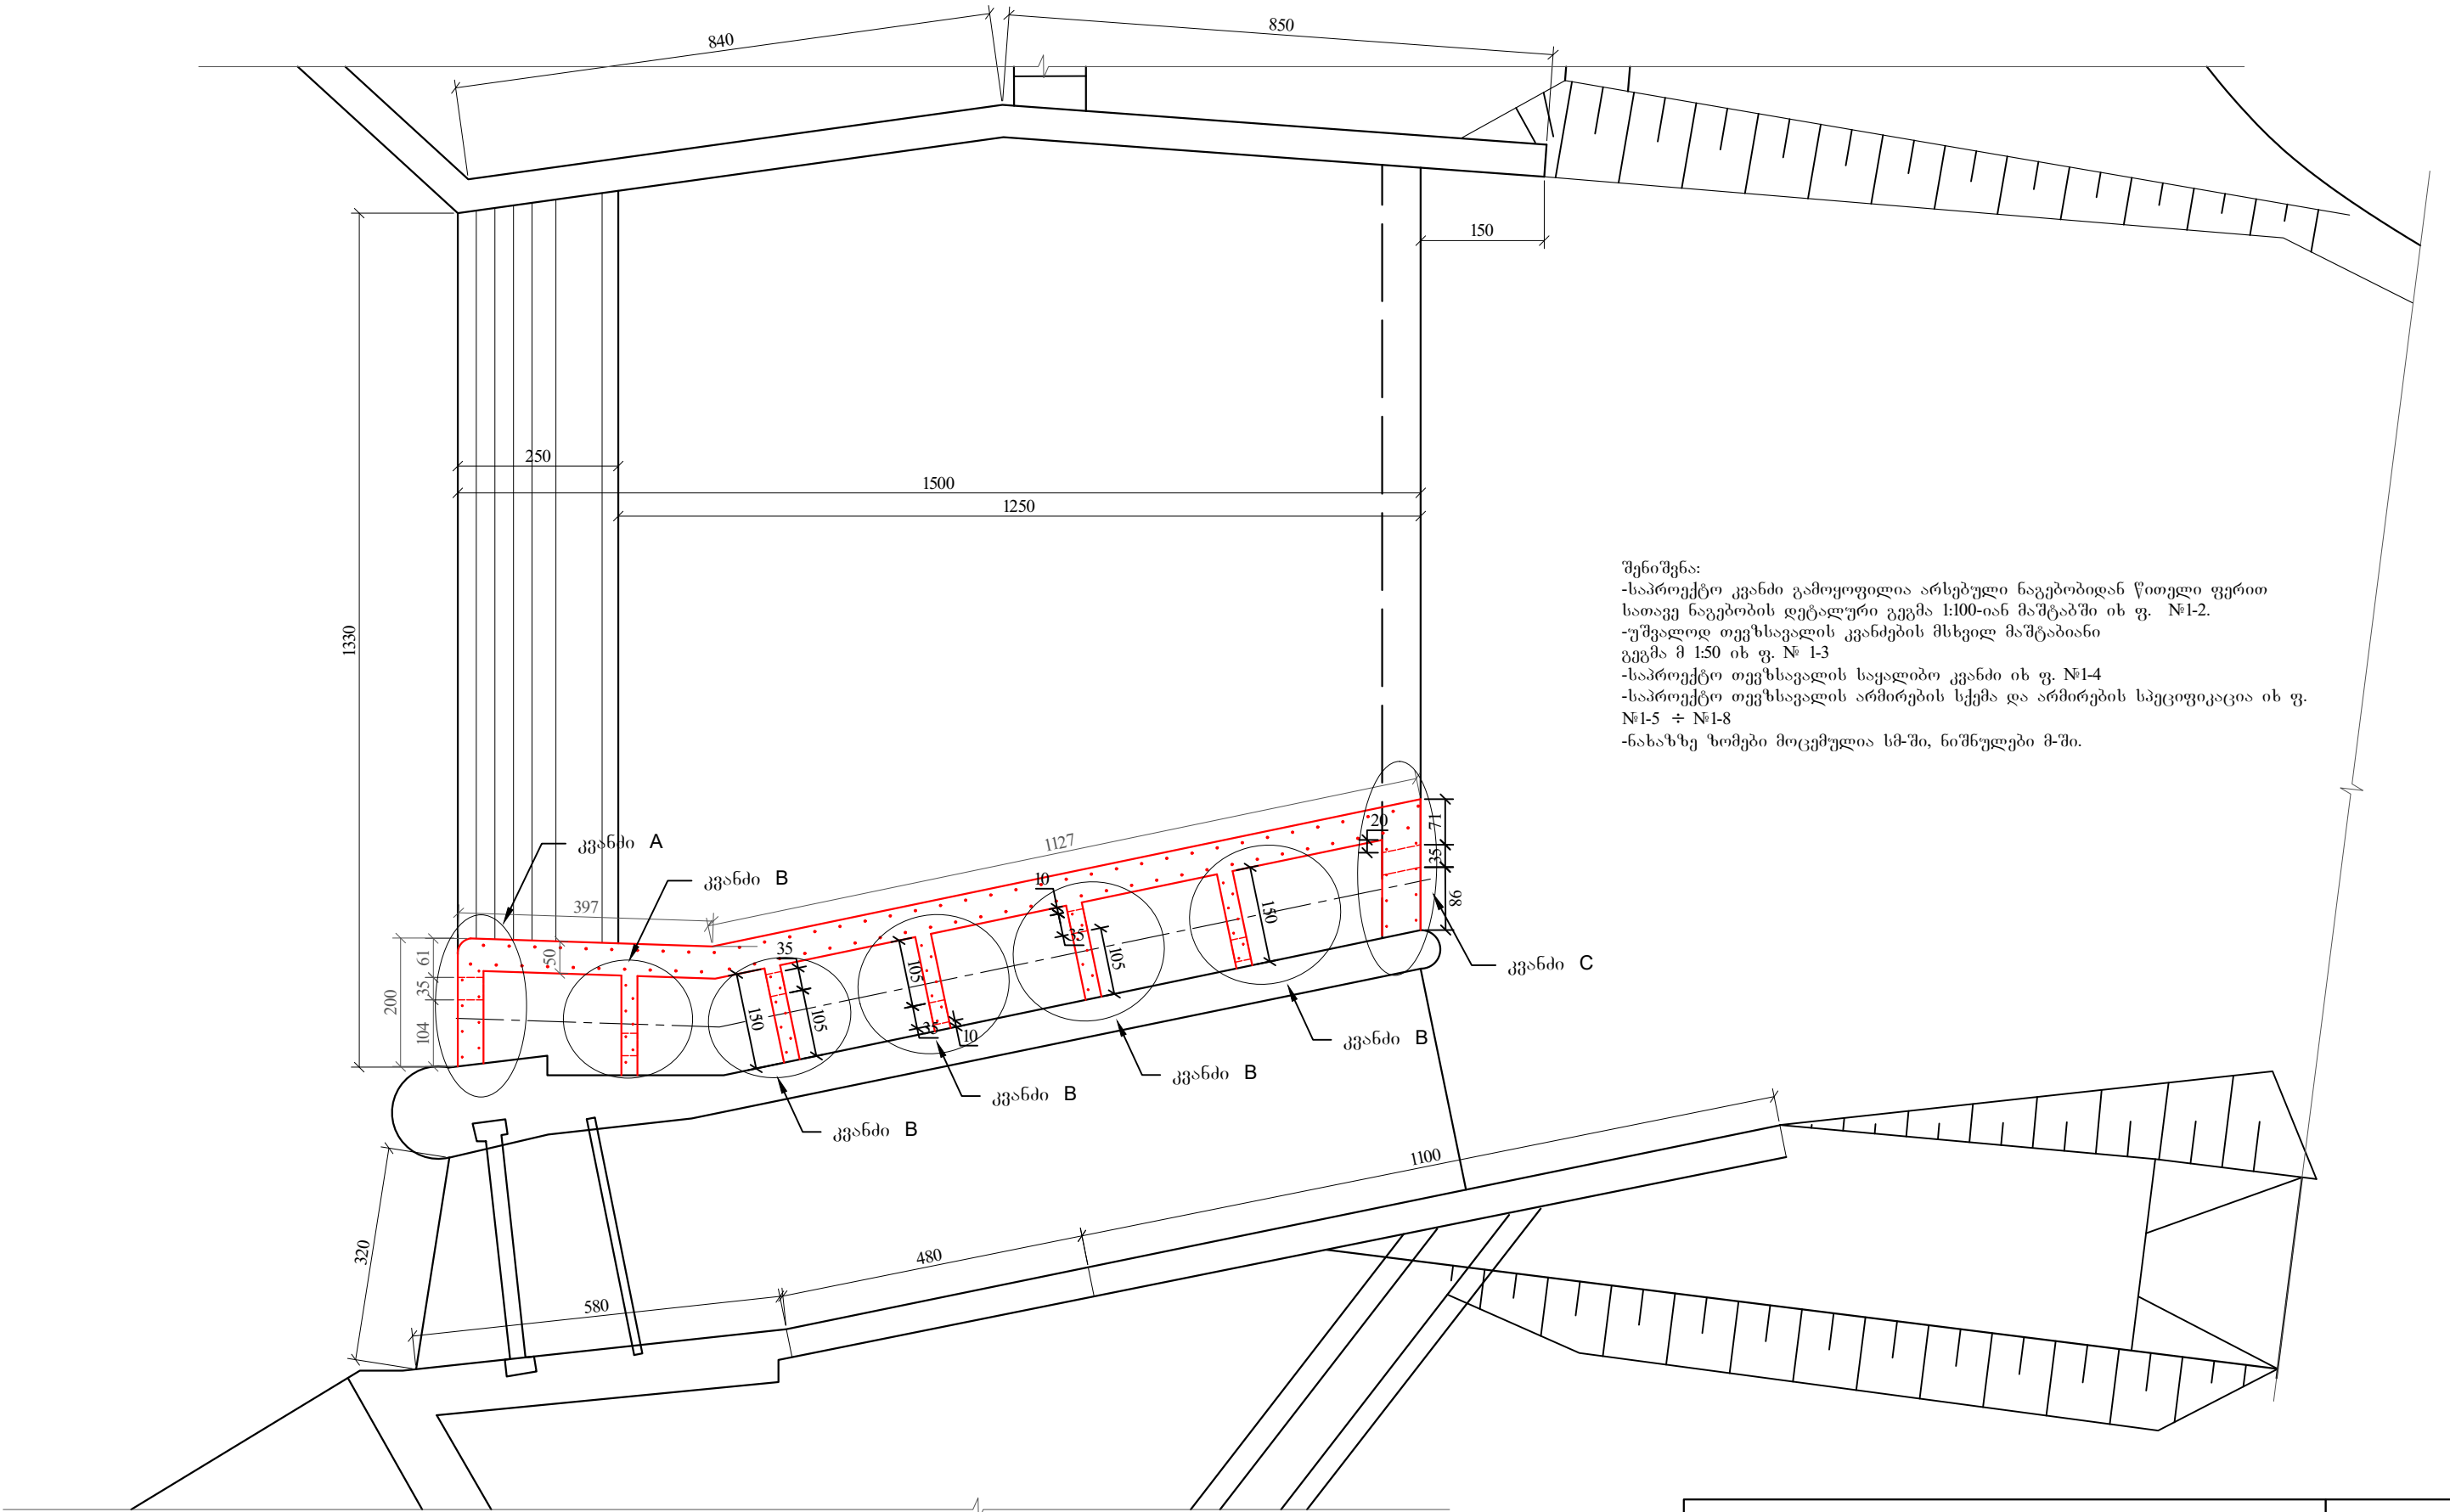 840
850
150
250
1500
1250
1330
შენიშვნა:
-საპროექტო კვანძი გამოყოფილია არსებული ნაგებობიდან წითელი ფერით
სათავე ნაგებობის დეტალური გეგმა 1:100-იან მაშტაბში იხ ფ. №1-2.
-უშვალოდ თევზსავალის კვანძების მსხვილ მაშტაბიანი
გეგმა მ 1:50 იხ ფ. № 1-3
-საპროექტო თევზსავალის საყალიბო კვანძი იხ ფ. №1-4
-საპროექტო თევზსავალის არმირების სქემა და არმირების სპეციფიკაცია იხ ფ.
№1-5 ÷ №1-8
-ნახაზზე ზომები მოცემულია სმ-ში, ნიშნულები მ-ში.
კვანძი A
კვანძი B
1127
20
71
35
98
397
10
35
105
150
50
61
35
104
200
35
150
105
105
35
10
კვანძი C
კვანძი B
კვანძი B
კვანძი B
კვანძი B
1100
480
580
320